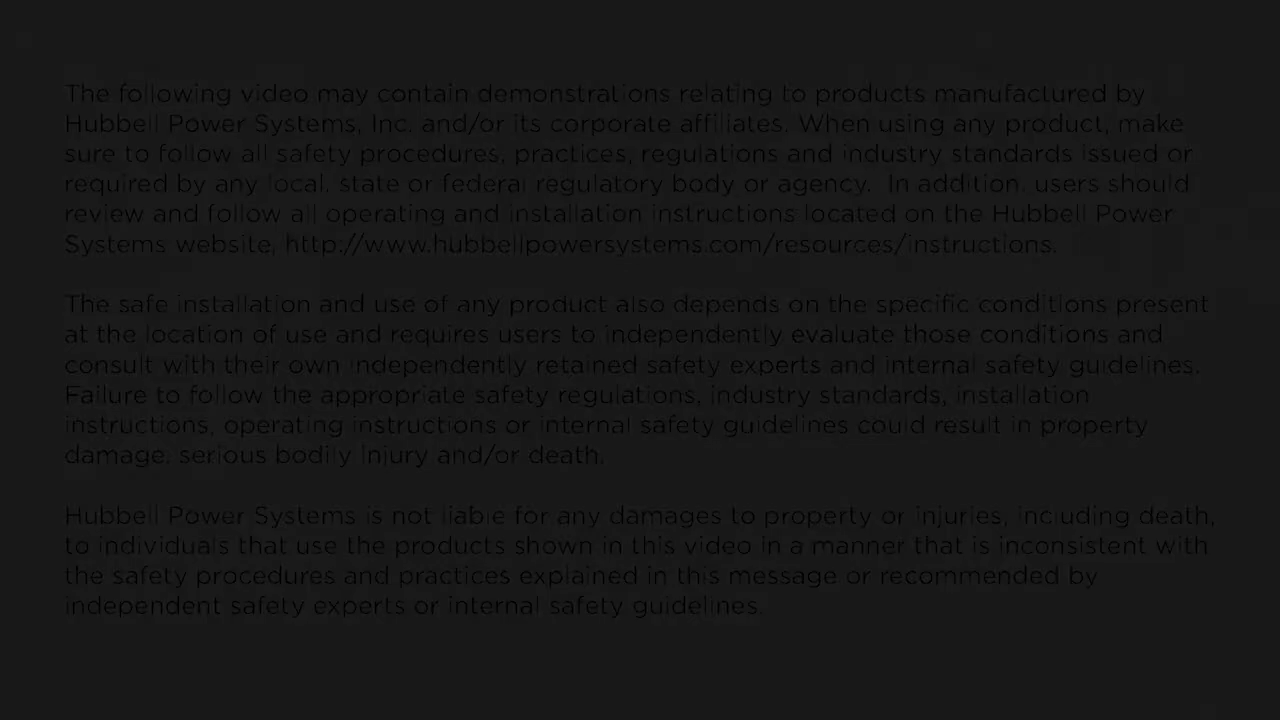 The following video may contain demonstrations relating to products manufactured by
Hubbell Power Systems, Inc. and/or its corporate affiliates. When using any product, make
sure to follow all safety procedures, practices, regulations and industry standards issued or
required by any local, state or federal regulatory body or agency.  In addition, users should
review and follow all operating and installation instructions located on the Hubbell Power
Systems website, http://www.hubbellpowersystems.com/resources/instructions.
The safe installation and use of any product also depends on the specific conditions present
at the location of use and requires users to independently evaluate those conditions and
consult with their own independently retained safety experts and internal safety guidelines.
Failure to follow the appropriate safety regulations, industry standards, installation
instructions, operating instructions or internal safety guidelines could result in property
damage, serious bodily injury and/or death.
Hubbell Power Systems is not liable for any damages to property or injuries, including death,
to individuals that use the products shown in this video in a manner that is inconsistent with
the safety procedures and practices explained in this message or recommended by
independent safety experts or internal safety guidelines.